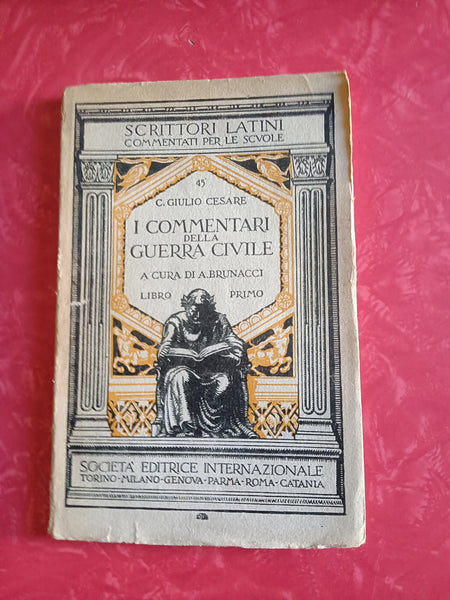 SCRITTORI LATINI
COMMENTATI PER LE SCVOLE
45
C. GIULIO CESARE
I COMMENTARI
DELLA
GUERRA CIVILE
A CURA DI A. BRUNACCI
LIBRO PRIMO
SOCIETA' EDITRICE INTERNAZIONALE
TORINO-MILANO-GENOVA-PARMA-ROMA-CATANIA